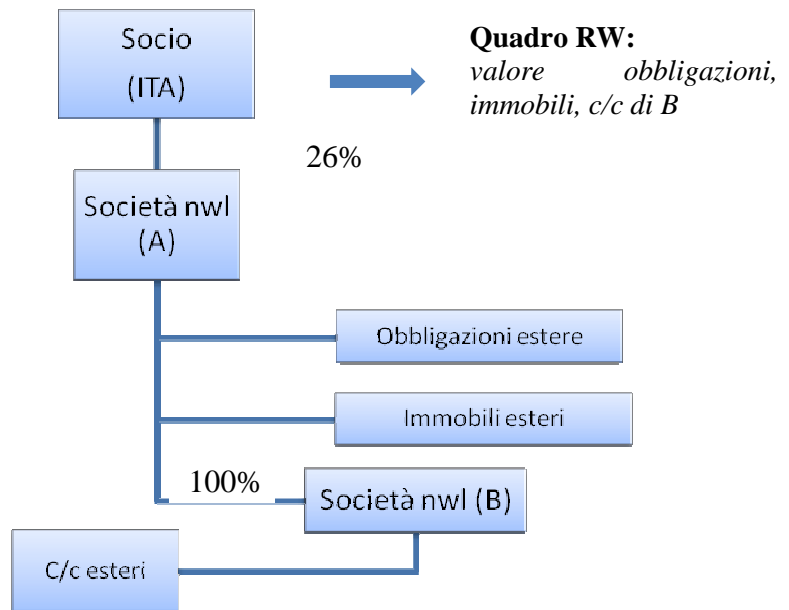 Socio
(ITA)
Quadro RW:
valore obbligazioni,
immobili, c/c di B
26%
Società nwl
(A)
Obbligazioni estere
Immobili esteri
100%
Società nwl (B)
C/c esteri